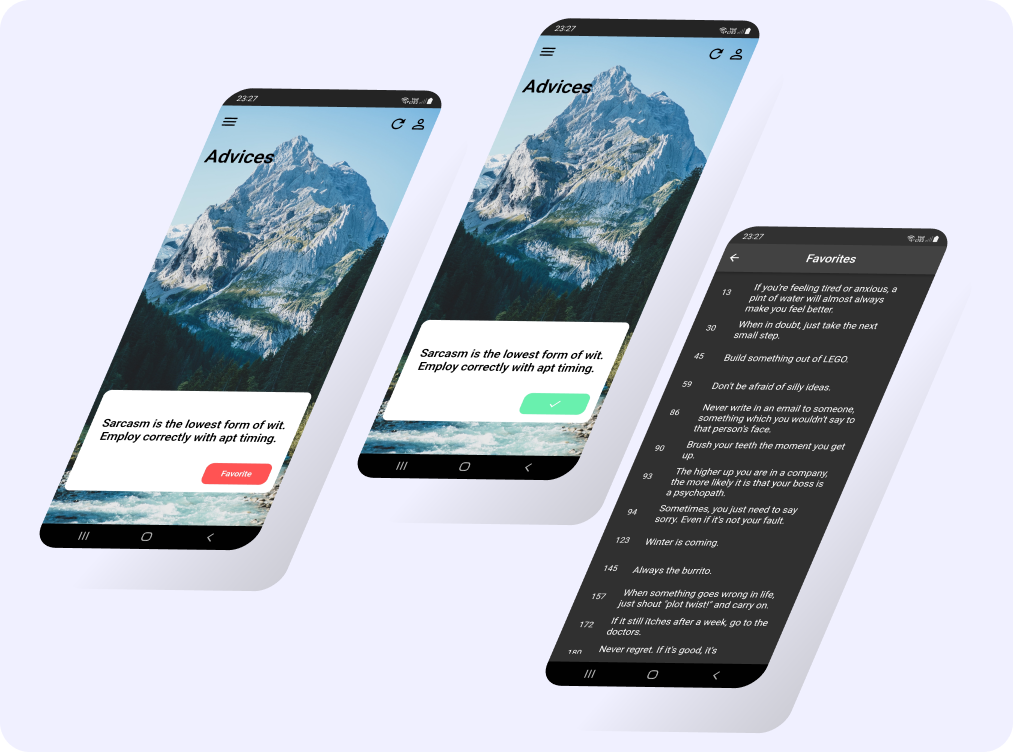 23:27
Advices
Sarcasm is the lowest form of wit.
Employ correctly with apt timing.
Favorite
23:27
Advices
Sarcasm is the lowest form of wit.
Employ correctly with apt timing.
23:27
Favorites
13 If you're feeling tired or anxious, a
pint of water will almost always
make you feel better.
30 When in doubt, just take the next
small step.
45 Build something out of LEGO.
59 Don't be afraid of silly ideas.
86 Never write in an email to someone,
something which you wouldn't say to
that person's face.
90 Brush your teeth the moment you get
up.
93 The higher up you are in a company,
the more likely it is that your boss is
a psychopath.
94 Sometimes, you just need to say
sorry. Even if it's not your fault.
123 Winter is coming.
145 Always the burrito.
157 When something goes wrong in life,
just shout "plot twist!" and carry on.
172 If it still itches after a week, go to the
doctors.
Never regret. If it's good, it's